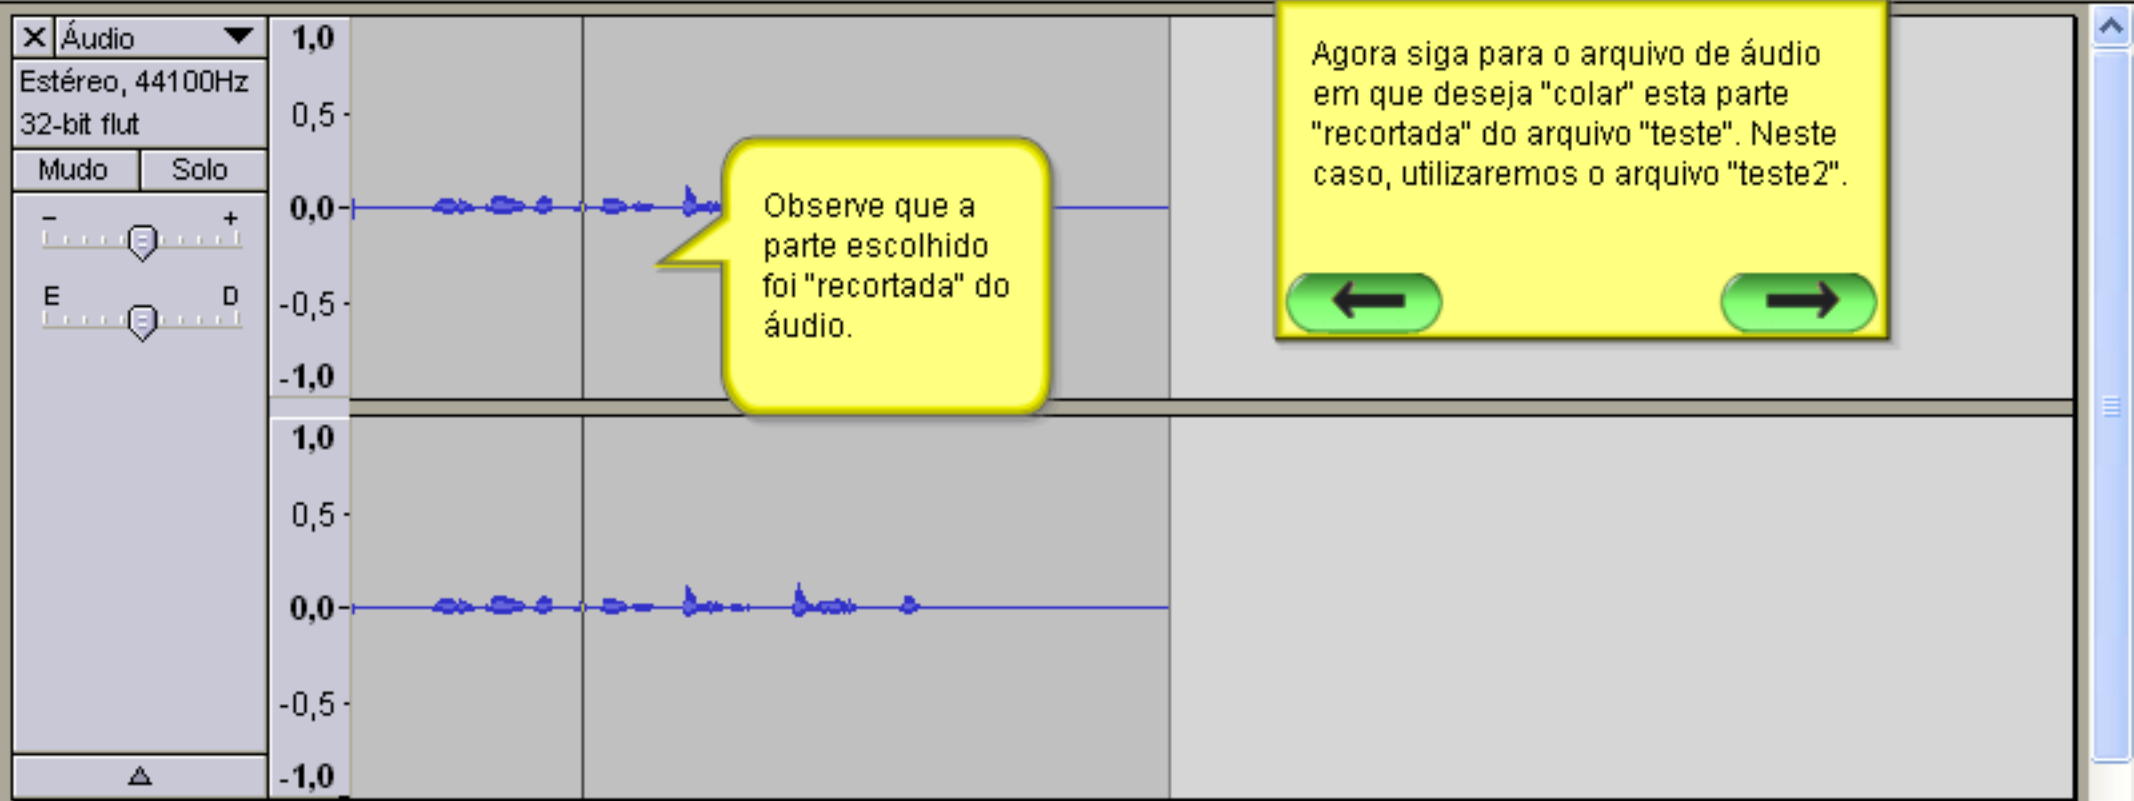 Áudio
Estéreo, 44100Hz
32-bit flut
Mudo Solo
- +
E D
1,0
0,5
0,0
-0,5
-1,0
1,0
0,5
0,0
-0,5
-1,0
Observe que a
parte escolhido
foi "recortada" do
áudio.
Agora siga para o arquivo de áudio
em que deseja "colar" esta parte
"recortada" do arquivo "teste". Neste
caso, utilizaremos o arquivo "teste2".